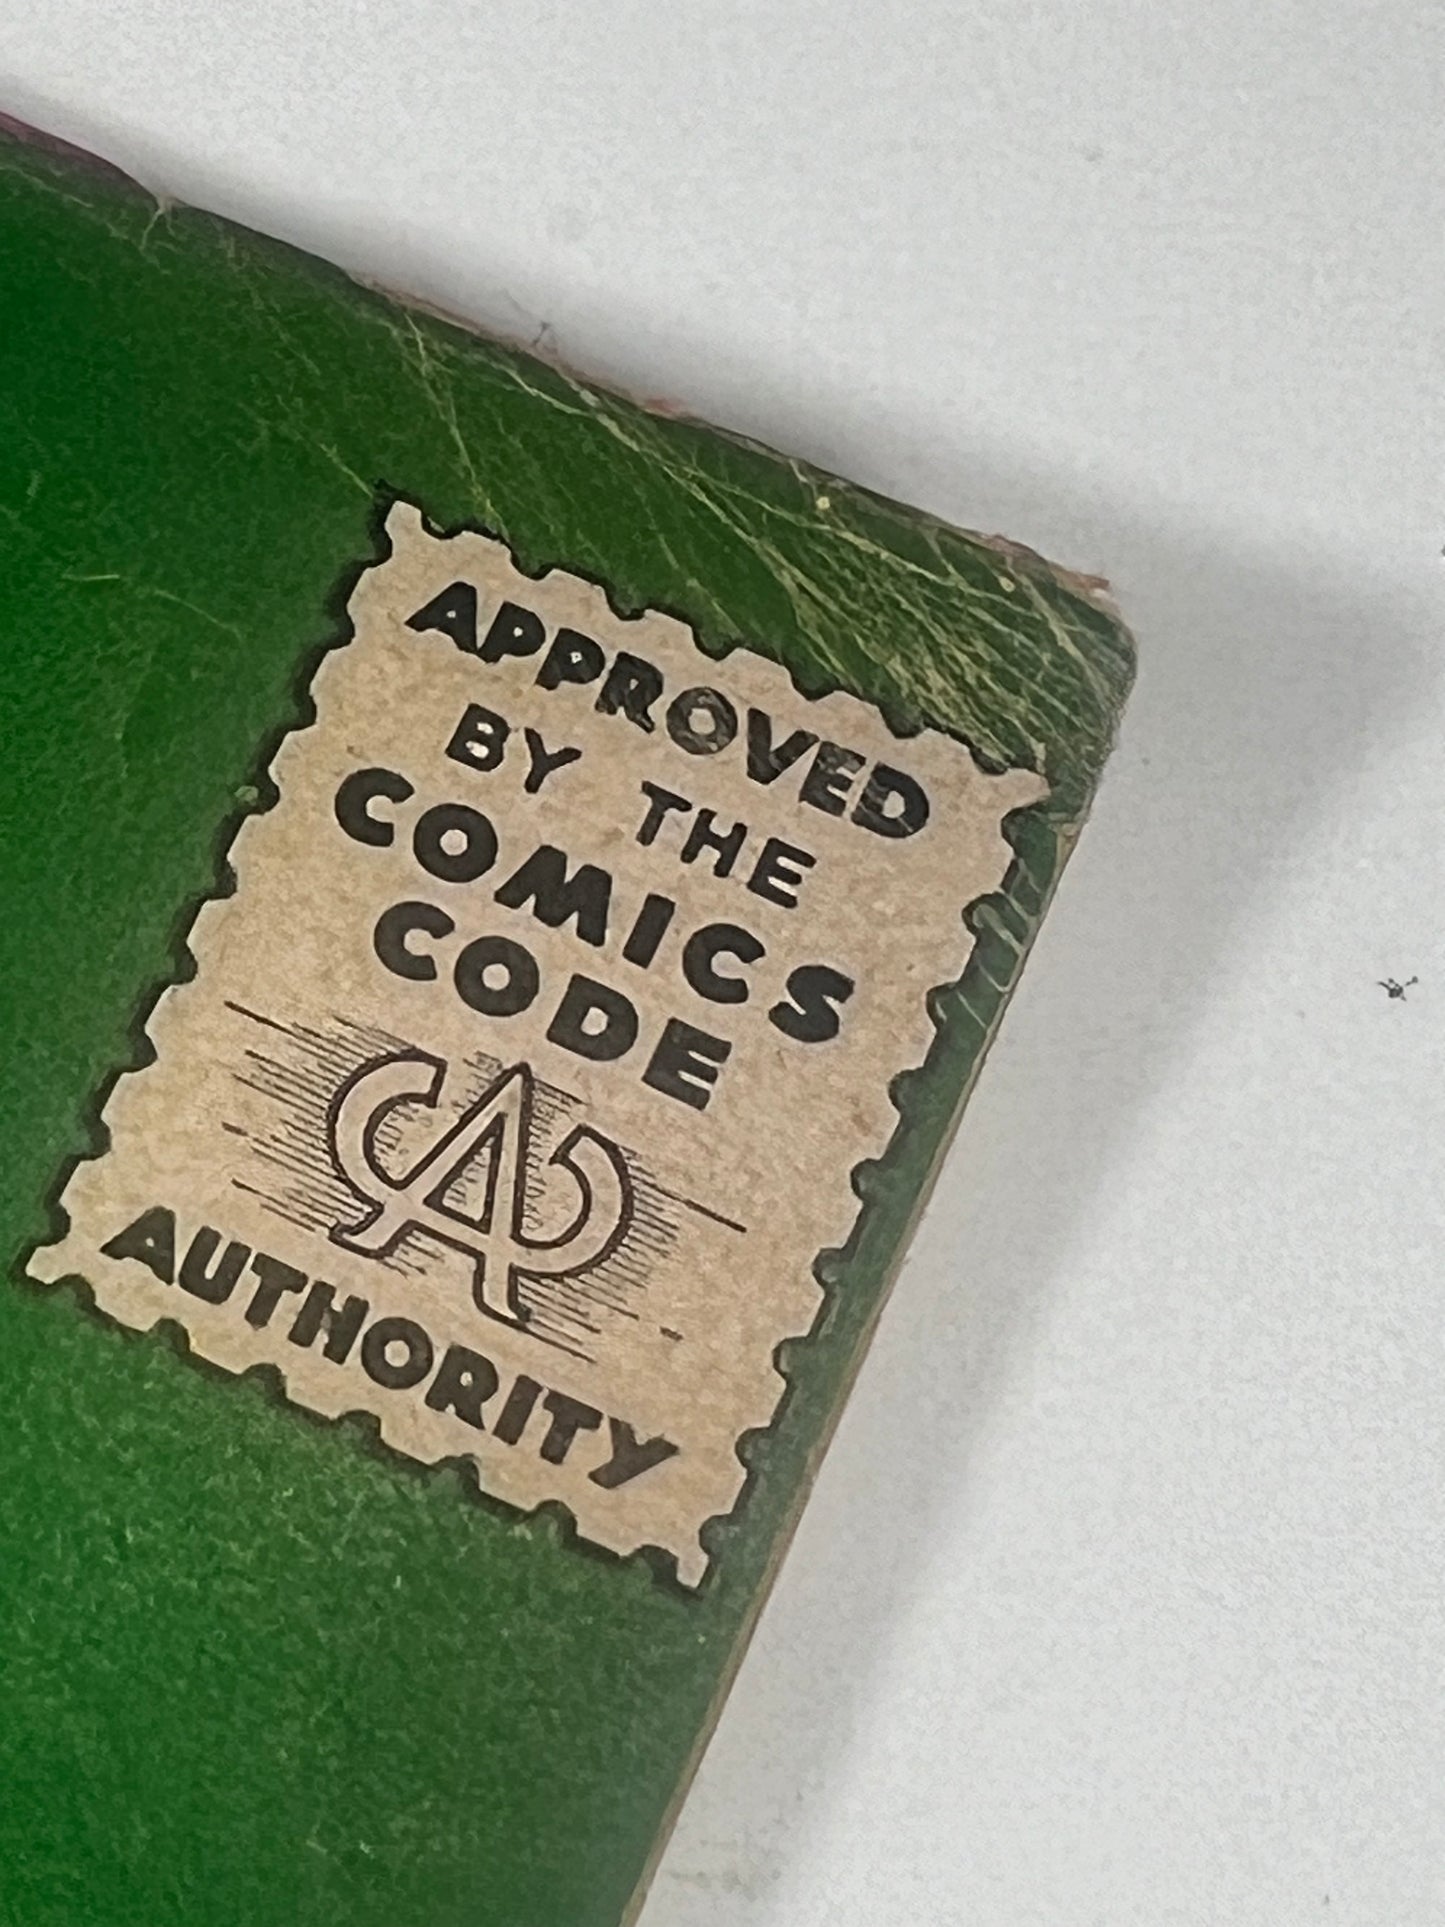 APPROVED
BY THE
COMICS
CODE
CA
AUTHORITY